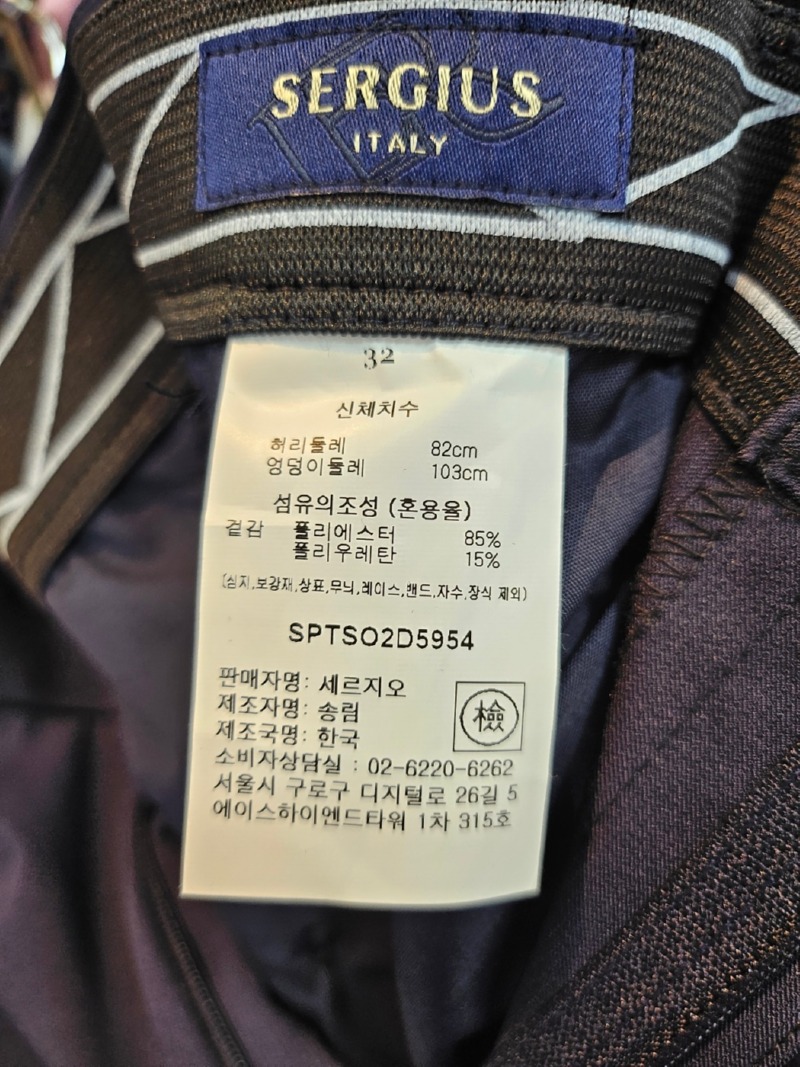 SERGIUS
ITALY
32
신체치수
허리둘레 82cm
엉덩이둘레 103cm
섬유의조성 (혼용율)
겉감 폴리에스터 85%
폴리우레탄 15%
(심지,보강재,상표,무늬,레이스,밴드,자수,장식 제외)
SPTSO2D5954
판매자명: 세르지오
제조자명: 송림
檢
제조국명: 한국
소비자상담실 : 02-6220-6262
서울시 구로구 디지털로 26길 5
에이스하이엔드타워 1차 315호